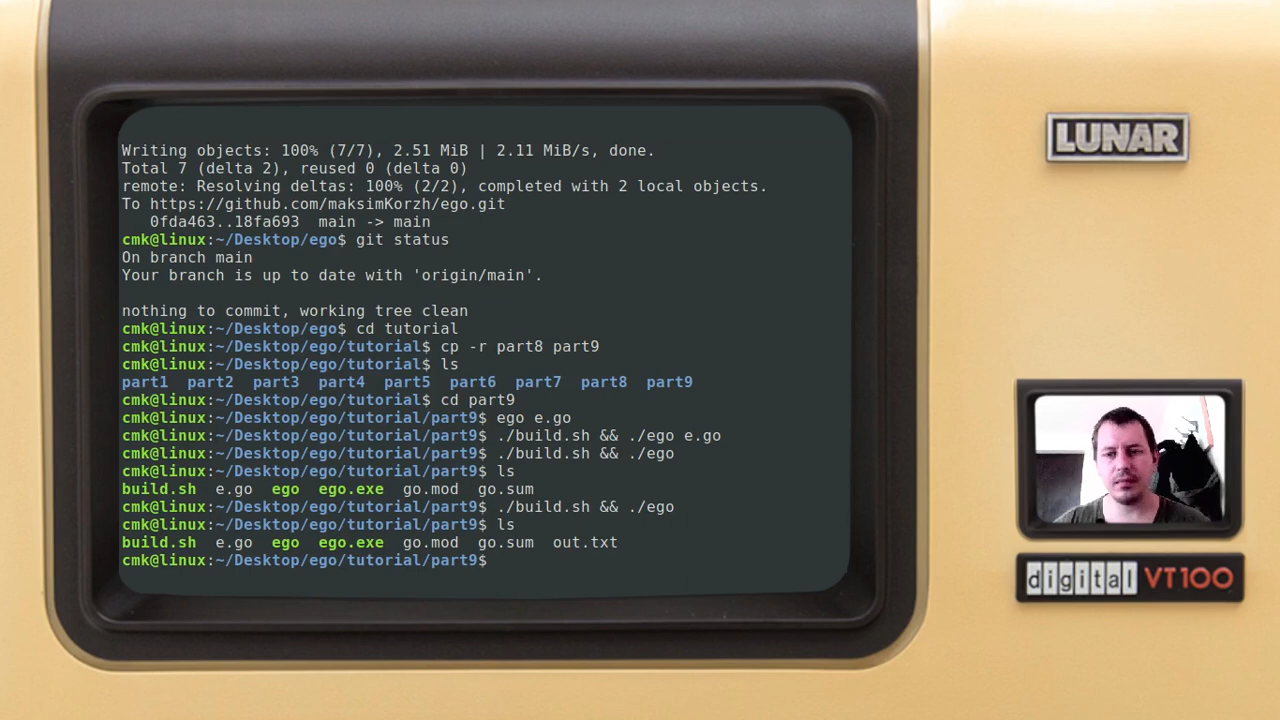 Writing objects: 100% (7/7), 2.51 MiB | 2.11 MiB/s, done.
Total 7 (delta 2), reused 0 (delta 0)
remote: Resolving deltas: 100% (2/2), completed with 2 local objects.
To https://github.com/maksimKorzh/ego.git
   0fda463..18fa693  main -> main
cmk@linux:~/Desktop/ego$ git status
On branch main
Your branch is up to date with 'origin/main'.
nothing to commit, working tree clean
cmk@linux:~/Desktop/ego$ cd tutorial
cmk@linux:~/Desktop/ego/tutorial$ cp -r part8 part9
cmk@linux:~/Desktop/ego/tutorial$ ls
part1  part2  part3  part4  part5  part6  part7  part8  part9
cmk@linux:~/Desktop/ego/tutorial$ cd part9
cmk@linux:~/Desktop/ego/tutorial/part9$ ego e.go
cmk@linux:~/Desktop/ego/tutorial/part9$ ./build.sh && ./ego e.go
cmk@linux:~/Desktop/ego/tutorial/part9$ ./build.sh && ./ego
cmk@linux:~/Desktop/ego/tutorial/part9$ ls
build.sh  e.go  ego  ego.exe  go.mod  go.sum
cmk@linux:~/Desktop/ego/tutorial/part9$ ./build.sh && ./ego
cmk@linux:~/Desktop/ego/tutorial/part9$ ls
build.sh  e.go  ego  ego.exe  go.mod  go.sum  out.txt
cmk@linux:~/Desktop/ego/tutorial/part9$
LUNAR
digital VT100